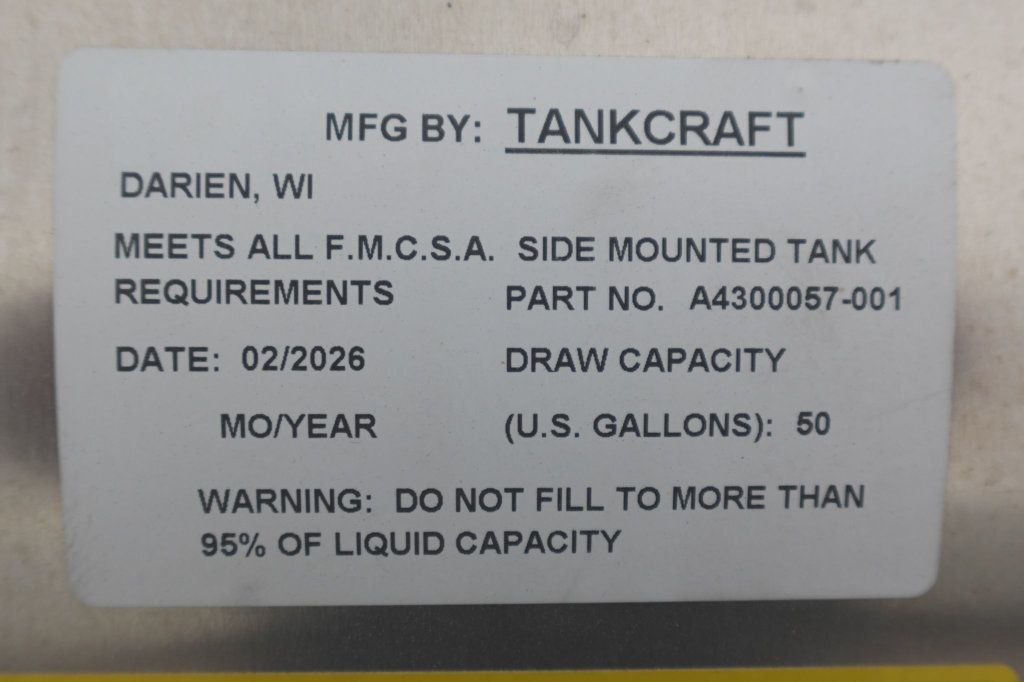 MFG BY: TANKCRAFT
DARIEN, WI
MEETS ALL F.M.C.S.A. SIDE MOUNTED TANK
REQUIREMENTS PART NO. A4300057-001
DATE: 02/2026 DRAW CAPACITY
MO/YEAR (U.S. GALLONS): 50
WARNING: DO NOT FILL TO MORE THAN
95% OF LIQUID CAPACITY